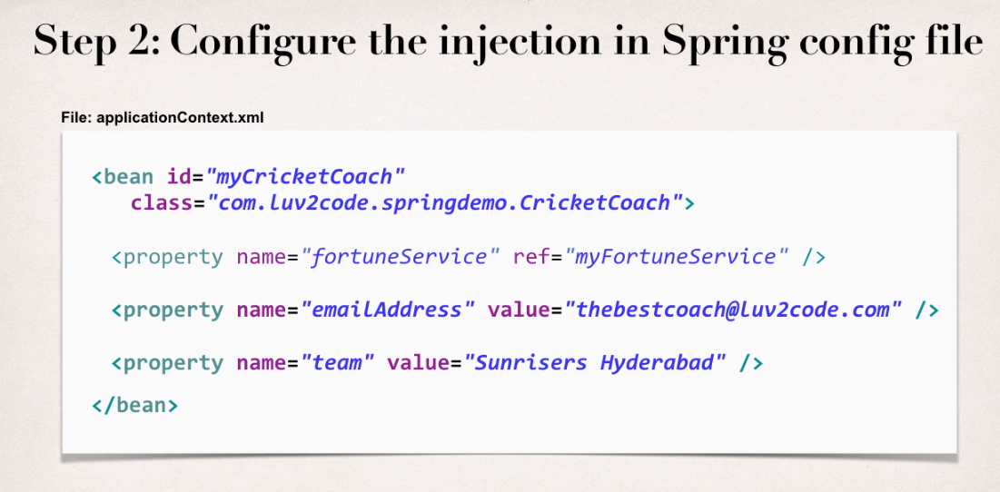 Step 2: Configure the injection in Spring config file
File: applicationContext.xml
<bean id="myCricketCoach"
class="com.luv2code.springdemo.CricketCoach">
<property name="fortuneService" ref="myFortuneService" />
<property name="emailAddress" value="thebestcoach@luv2code.com" />
<property name="team" value="Sunrisers Hyderabad" />
</bean>